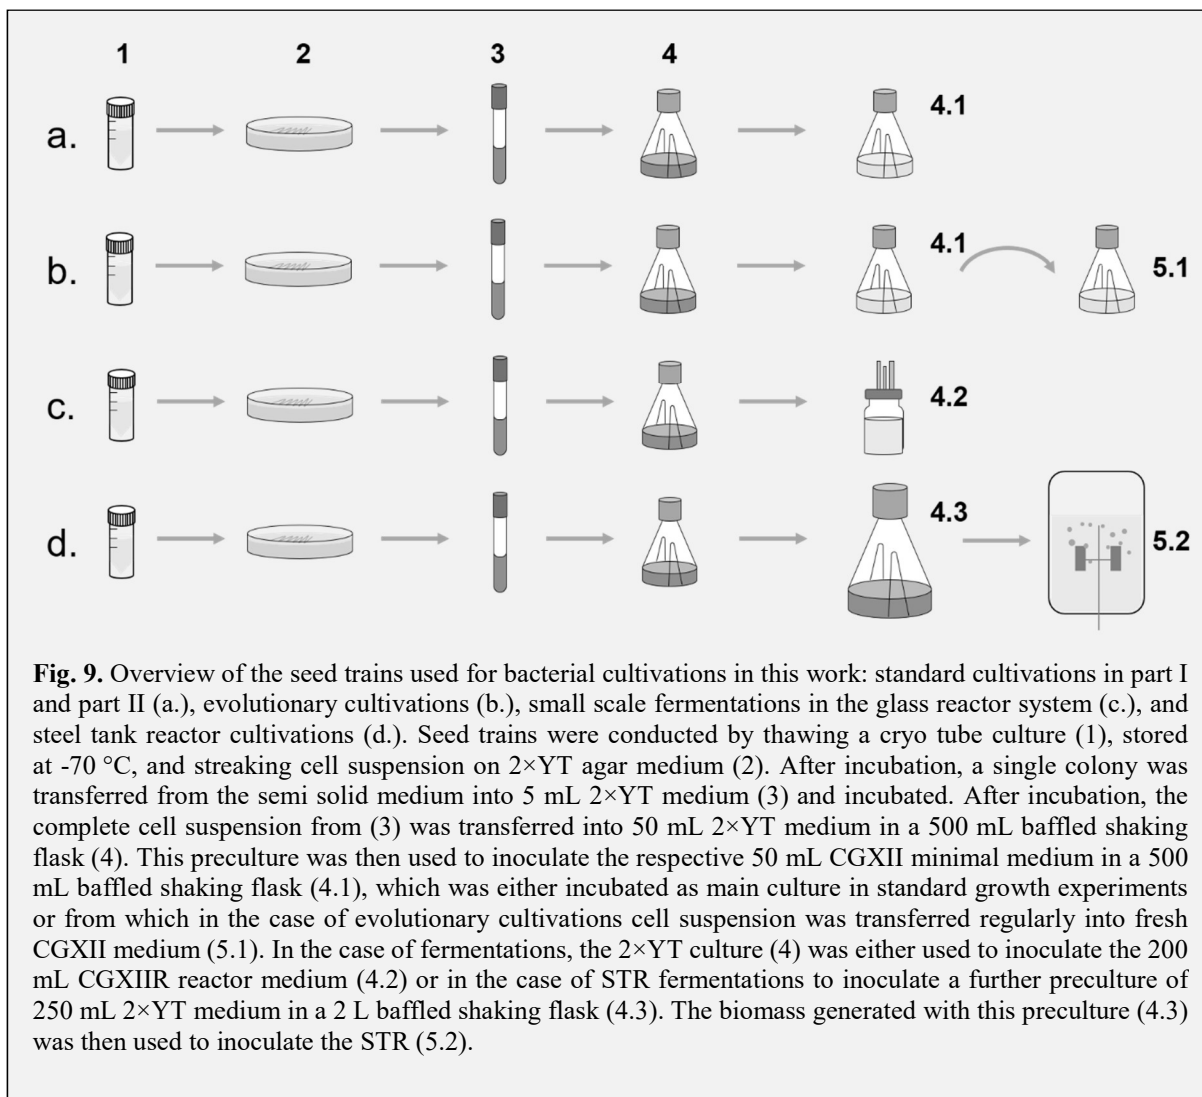 1 2 3 4
a. 4.1
b. 4.1 5.1
c. 4.2
d. 4.3 5.2
Fig. 9. Overview of the seed trains used for bacterial cultivations in this work: standard cultivations in part I
and part II (a.), evolutionary cultivations (b.), small scale fermentations in the glass reactor system (c.), and
steel tank reactor cultivations (d.). Seed trains were conducted by thawing a cryo tube culture (1), stored
at -70 °C, and streaking cell suspension on 2×YT agar medium (2). After incubation, a single colony was
transferred from the semi solid medium into 5 mL 2×YT medium (3) and incubated. After incubation, the
complete cell suspension from (3) was transferred into 50 mL 2×YT medium in a 500 mL baffled shaking
flask (4). This preculture was then used to inoculate the respective 50 mL CGXII minimal medium in a 500
mL baffled shaking flask (4.1), which was either incubated as main culture in standard growth experiments
or from which in the case of evolutionary cultivations cell suspension was transferred regularly into fresh
CGXII medium (5.1). In the case of fermentations, the 2×YT culture (4) was either used to inoculate the 200
mL CGXIIR reactor medium (4.2) or in the case of STR fermentations to inoculate a further preculture of
250 mL 2×YT medium in a 2 L baffled shaking flask (4.3). The biomass generated with this preculture (4.3)
was then used to inoculate the STR (5.2).